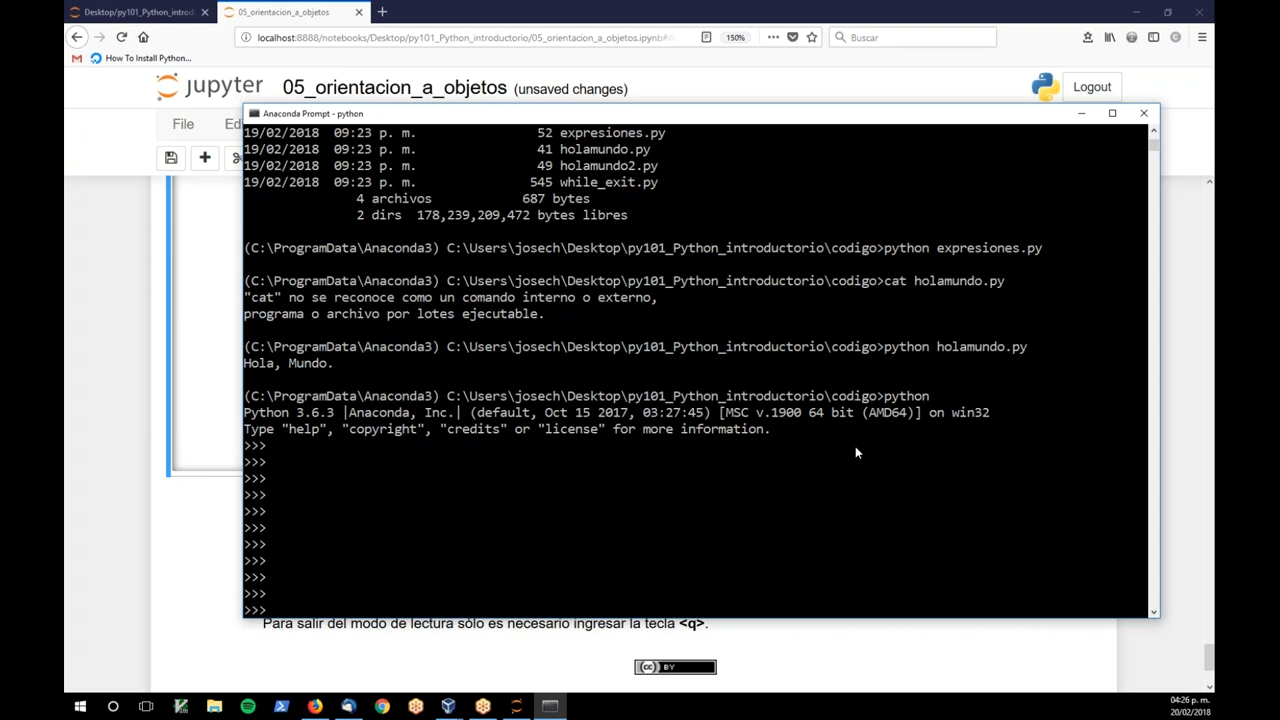 Desktop/py101_Python_introd
05_orientacion_a_objetos
localhost:8888/notebooks/Desktop/py101_Python_introductorio/05_orientacion_a_objetos.ipynb#
150%
Buscar
How To Install Python...
jupyter 05_orientacion_a_objetos (unsaved changes)
Logout
File Ed
Anaconda Prompt - python
19/02/2018 09:23 p. m. 52 expresiones.py
19/02/2018 09:23 p. m. 41 holamundo.py
19/02/2018 09:23 p. m. 49 holamundo2.py
19/02/2018 09:23 p. m. 545 while_exit.py
4 archivos 687 bytes
2 dirs 178,239,209,472 bytes libres
(C:\ProgramData\Anaconda3) C:\Users\josech\Desktop\py101_Python_introductorio\codigo>python expresiones.py
(C:\ProgramData\Anaconda3) C:\Users\josech\Desktop\py101_Python_introductorio\codigo>cat holamundo.py
"cat" no se reconoce como un comando interno o externo,
programa o archivo por lotes ejecutable.
(C:\ProgramData\Anaconda3) C:\Users\josech\Desktop\py101_Python_introductorio\codigo>python holamundo.py
Hola, Mundo.
(C:\ProgramData\Anaconda3) C:\Users\josech\Desktop\py101_Python_introductorio\codigo>python
Python 3.6.3 |Anaconda, Inc.| (default, Oct 15 2017, 03:27:45) [MSC v.1900 64 bit (AMD64)] on win32
Type "help", "copyright", "credits" or "license" for more information.
>>>
>>>
>>>
>>>
>>>
>>>
>>>
>>>
>>>
>>>
>>>
Para salir del modo de lectura sólo es necesario ingresar la tecla <q>.
cc BY
04:26 p. m.
20/02/2018